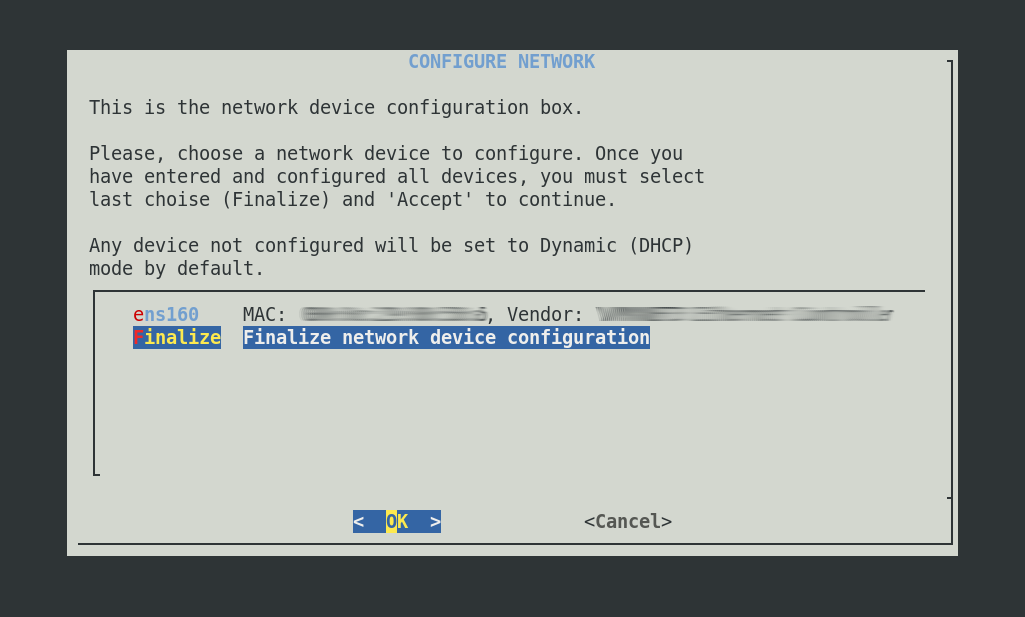 CONFIGURE NETWORK
This is the network device configuration box.
Please, choose a network device to configure. Once you
have entered and configured all devices, you must select
last choise (Finalize) and 'Accept' to continue.
Any device not configured will be set to Dynamic (DHCP)
mode by default.
ens160 MAC: , Vendor:
Finalize Finalize network device configuration
< OK > <Cancel>